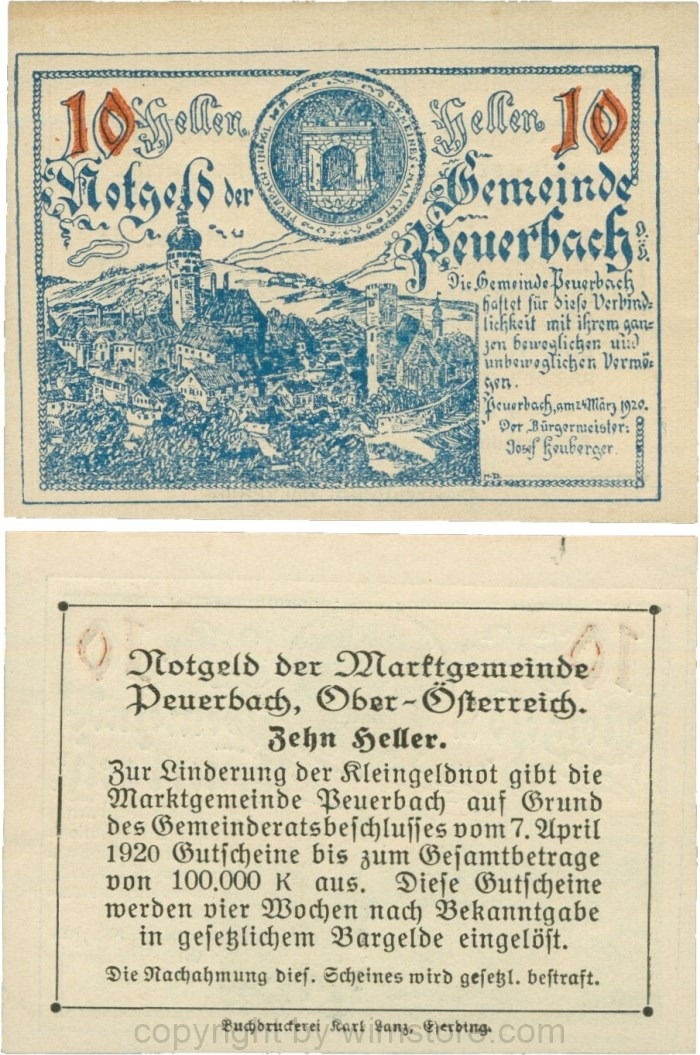 10 Heller Heller 10
Notgeld der Gemeinde
Peuerbach O.Ö.
Die Gemeinde Peuerbach
haftet für diese Verbind-
lichkeit mit ihrem gan-
zen beweglichen und
unbeweglichen Vermö-
gen.
Peuerbach, am 24 März 1920.
Der Bürgermeister:
Josef Heuberger.
Notgeld der Marktgemeinde
Peuerbach, Ober-Österreich.
Zehn Heller.
Zur Linderung der Kleingeldnot gibt die
Marktgemeinde Peuerbach auf Grund
des Gemeinderatsbeschlusses vom 7. April
1920 Gutscheine bis zum Gesamtbetrage
von 100.000 K aus. Diese Gutscheine
werden vier Wochen nach Bekanntgabe
in gesetzlichem Bargelde eingelöst.
Die Nachahmung dies. Scheines wird gesetzl. bestraft.
Buchdruckerei Karl Lanz, Eferding.
copyright by wimstore.com